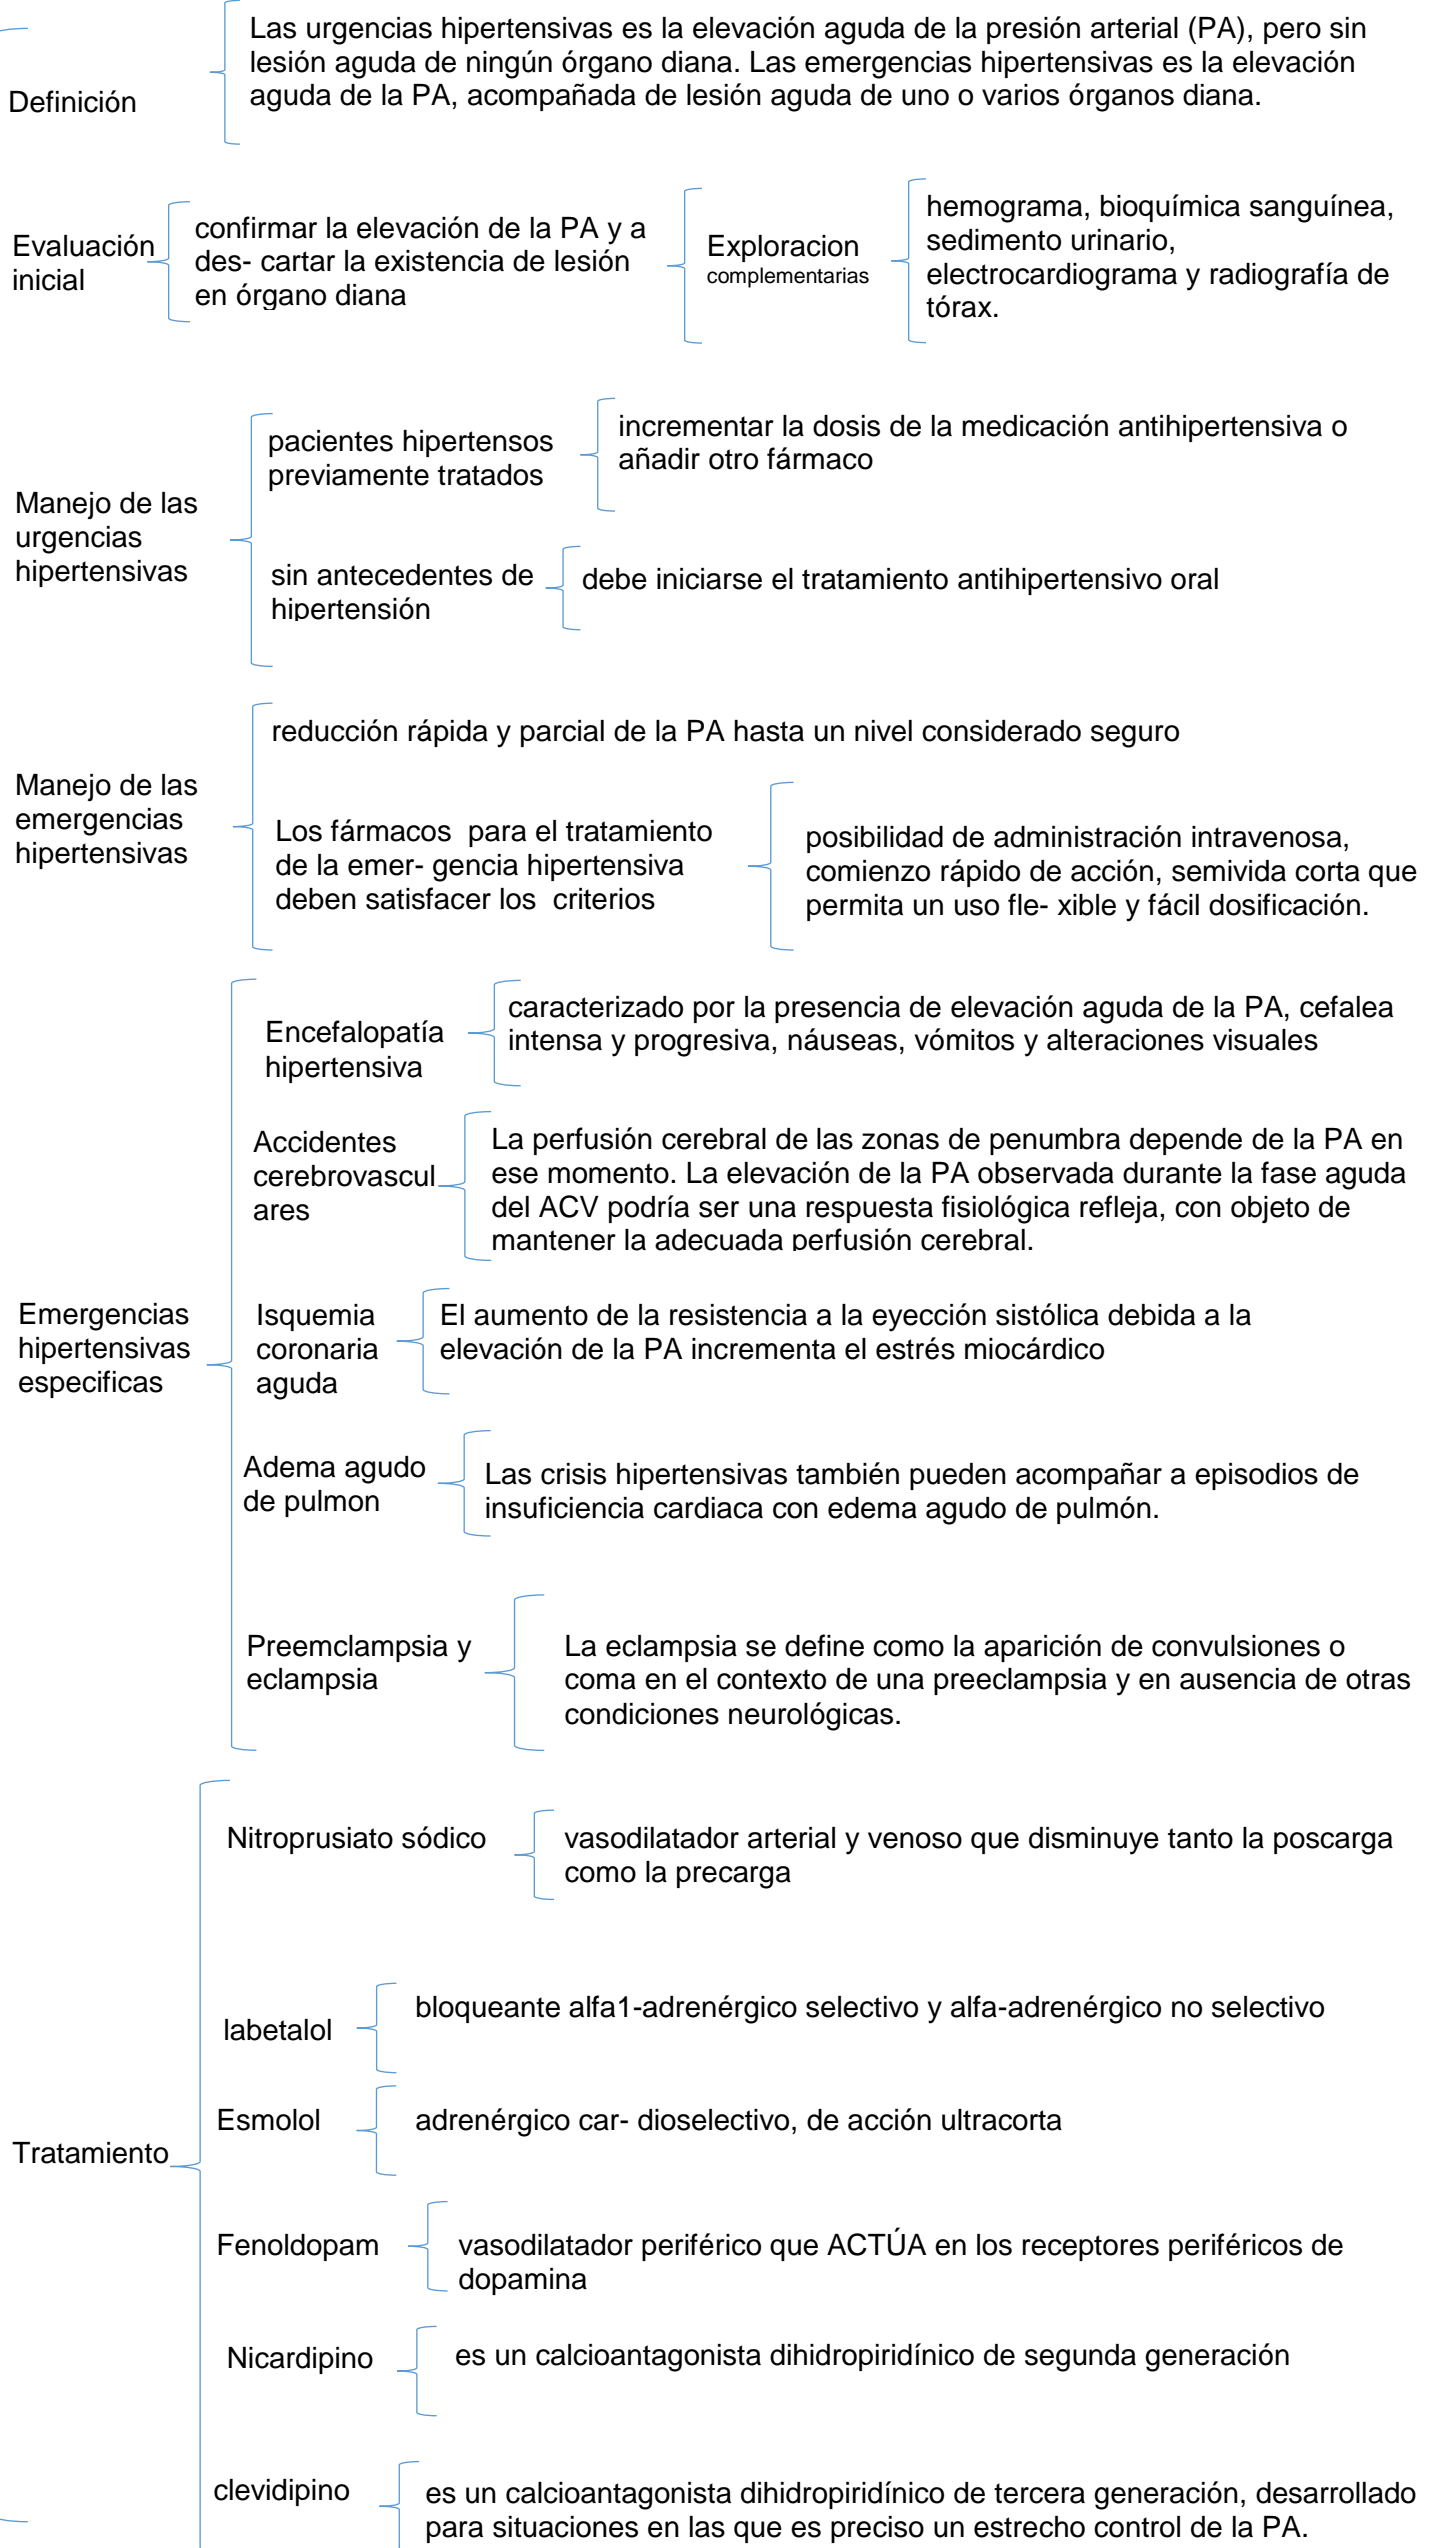 Definición
Las urgencias hipertensivas es la elevación aguda de la presión arterial (PA), pero sin
lesión aguda de ningún órgano diana. Las emergencias hipertensivas es la elevación
aguda de la PA, acompañada de lesión aguda de uno o varios órganos diana.
Evaluación
inicial
confirmar la elevación de la PA y a
des- cartar la existencia de lesión
en órgano diana
Exploracion
complementarias
hemograma, bioquímica sanguínea,
sedimento urinario,
electrocardiograma y radiografía de
tórax.
Manejo de las
urgencias
hipertensivas
pacientes hipertensos
previamente tratados
incrementar la dosis de la medicación antihipertensiva o
añadir otro fármaco
sin antecedentes de
hipertensión
debe iniciarse el tratamiento antihipertensivo oral
Manejo de las
emergencias
hipertensivas
reducción rápida y parcial de la PA hasta un nivel considerado seguro
Los fármacos para el tratamiento
de la emer- gencia hipertensiva
deben satisfacer los criterios
posibilidad de administración intravenosa,
comienzo rápido de acción, semivida corta que
permita un uso fle- xible y fácil dosificación.
Emergencias
hipertensivas
especificas
Encefalopatía
hipertensiva
caracterizado por la presencia de elevación aguda de la PA, cefalea
intensa y progresiva, náuseas, vómitos y alteraciones visuales
Accidentes
cerebrovascul
ares
La perfusión cerebral de las zonas de penumbra depende de la PA en
ese momento. La elevación de la PA observada durante la fase aguda
del ACV podría ser una respuesta fisiológica refleja, con objeto de
mantener la adecuada perfusión cerebral.
Isquemia
coronaria
aguda
El aumento de la resistencia a la eyección sistólica debida a la
elevación de la PA incrementa el estrés miocárdico
Adema agudo
de pulmon
Las crisis hipertensivas también pueden acompañar a episodios de
insuficiencia cardiaca con edema agudo de pulmón.
Preemclampsia y
eclampsia
La eclampsia se define como la aparición de convulsiones o
coma en el contexto de una preeclampsia y en ausencia de otras
condiciones neurológicas.
Tratamiento
Nitroprusiato sódico
vasodilatador arterial y venoso que disminuye tanto la poscarga
como la precarga
labetalol
bloqueante alfa1-adrenérgico selectivo y alfa-adrenérgico no selectivo
Esmolol
adrenérgico car- dioselectivo, de acción ultracorta
Fenoldopam
vasodilatador periférico que ACTÚA en los receptores periféricos de
dopamina
Nicardipino
es un calcioantagonista dihidropiridínico de segunda generación
clevidipino
es un calcioantagonista dihidropiridínico de tercera generación, desarrollado
para situaciones en las que es preciso un estrecho control de la PA.